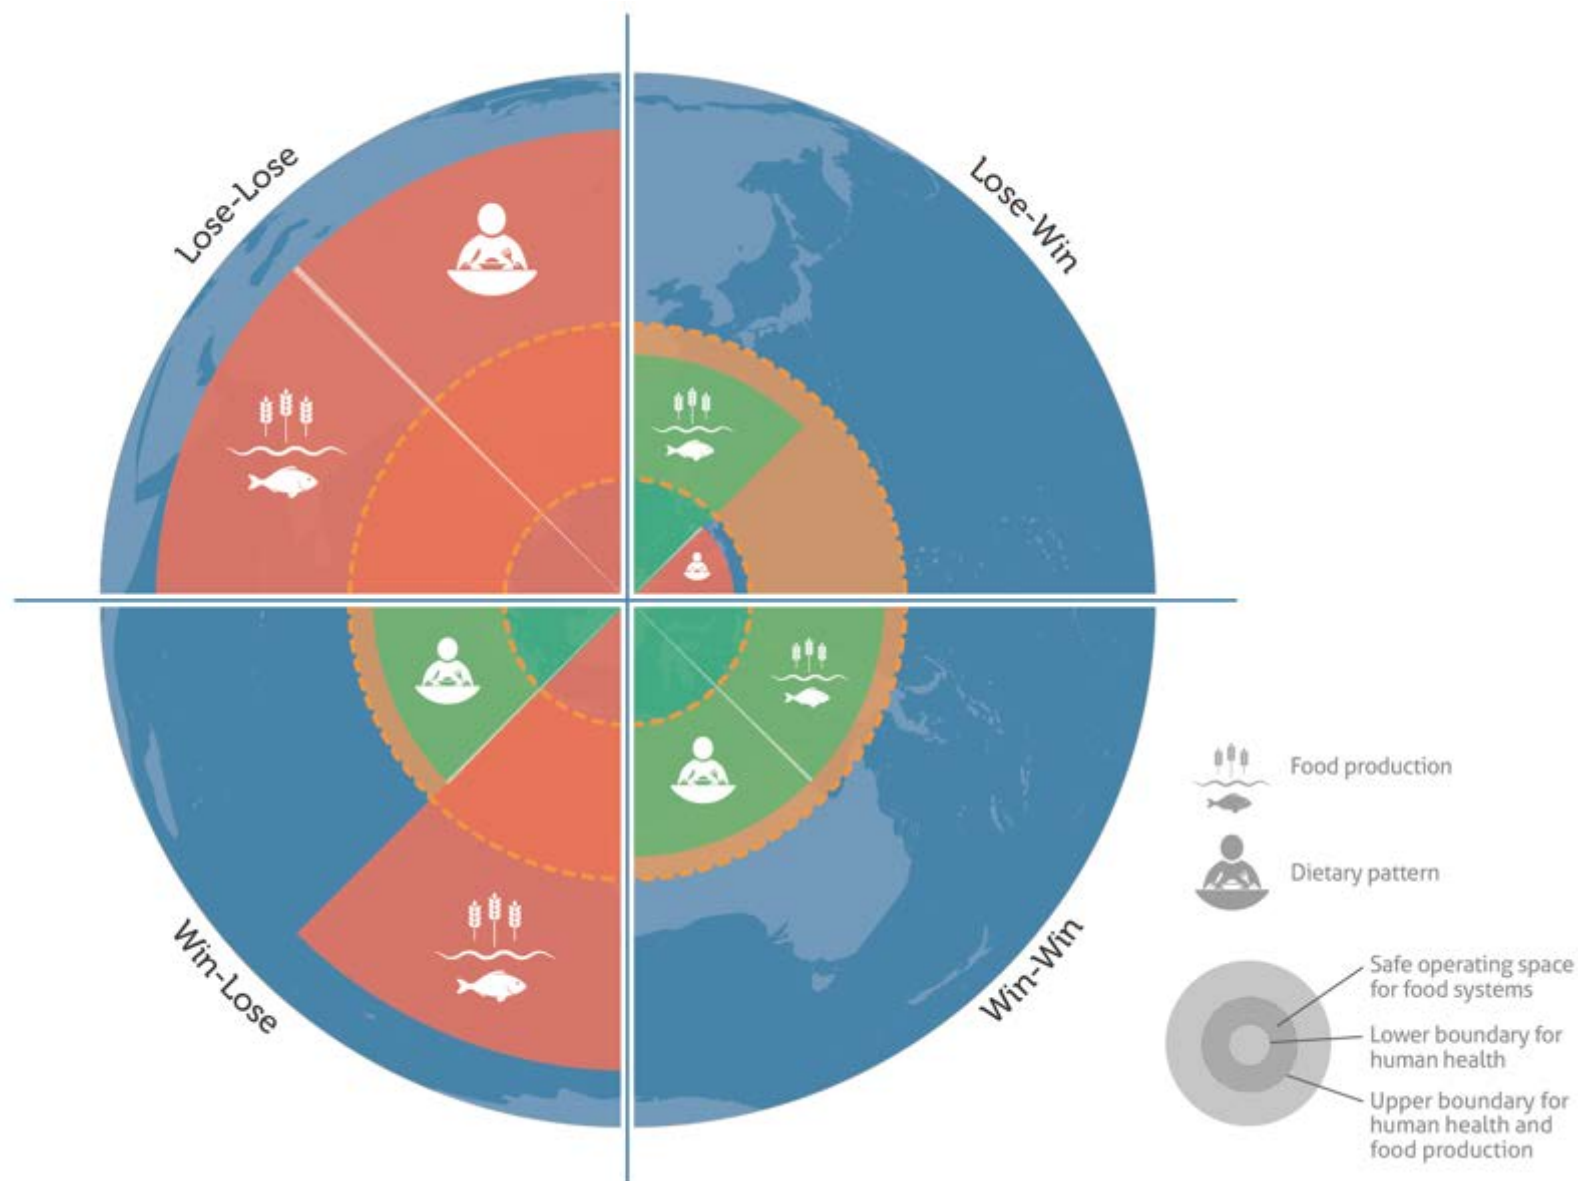 Lose-Lose
Lose-Win
Win-Lose
Win-Win
Food production
Dietary pattern
Safe operating space
for food systems
Lower boundary for
human health
Upper boundary for
human health and
food production